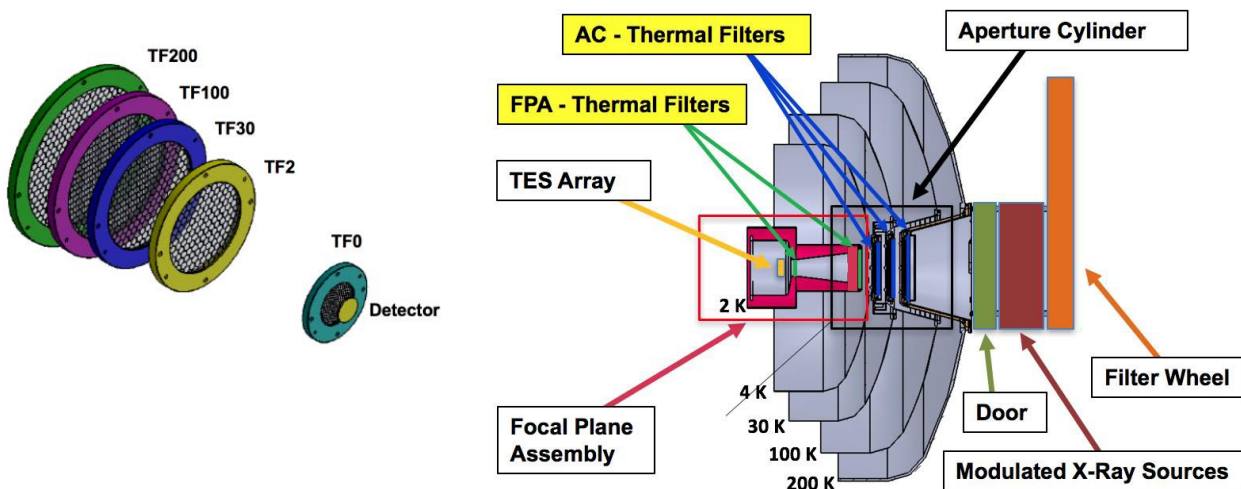 TF200
TF100
TF30
TF2
TF0
Detector
AC - Thermal Filters
Aperture Cylinder
FPA - Thermal Filters
TES Array
2 K
4 K
30 K
100 K
200 K
Focal Plane
Assembly
Filter Wheel
Door
Modulated X-Ray Sources